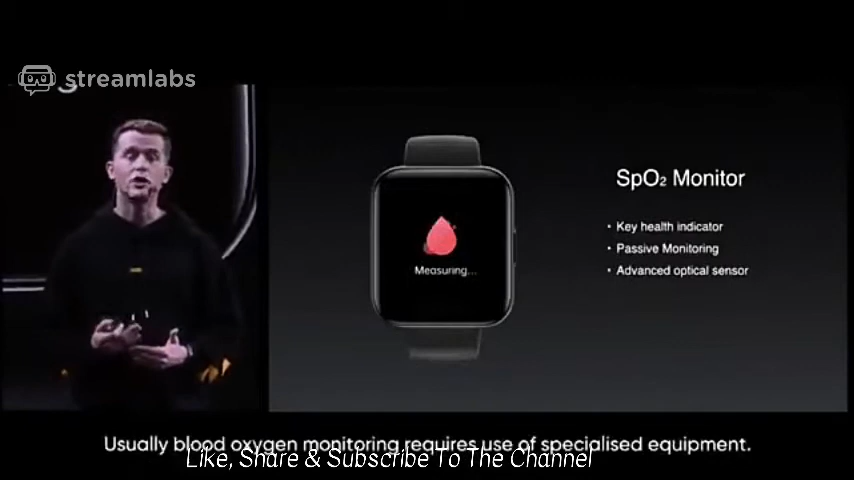 streamlabs
SpO₂ Monitor
• Key health indicator
• Passive Monitoring
• Advanced optical sensor
Measuring...
Usually blood oxygen monitoring requires use of specialised equipment.
Like, Share & Subscribe To The Channel